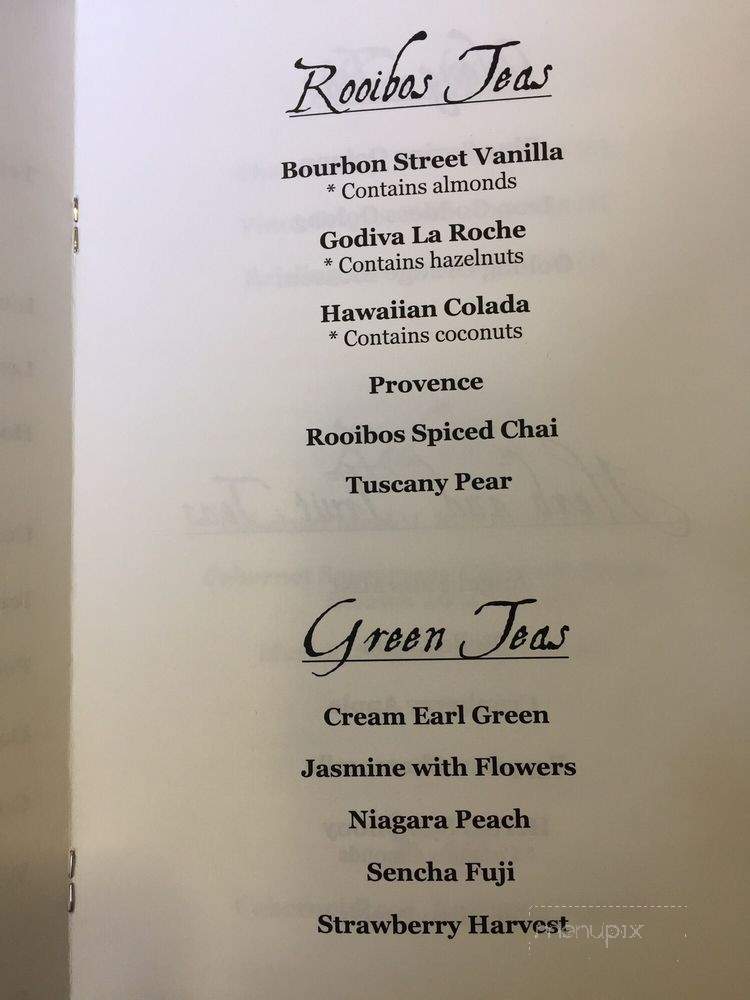 Rooibos Teas
Bourbon Street Vanilla
* Contains almonds
Godiva La Roche
* Contains hazelnuts
Hawaiian Colada
* Contains coconuts
Provence
Rooibos Spiced Chai
Tuscany Pear
Green Teas
Cream Earl Green
Jasmine with Flowers
Niagara Peach
Sencha Fuji
Strawberry Harvest
menupix